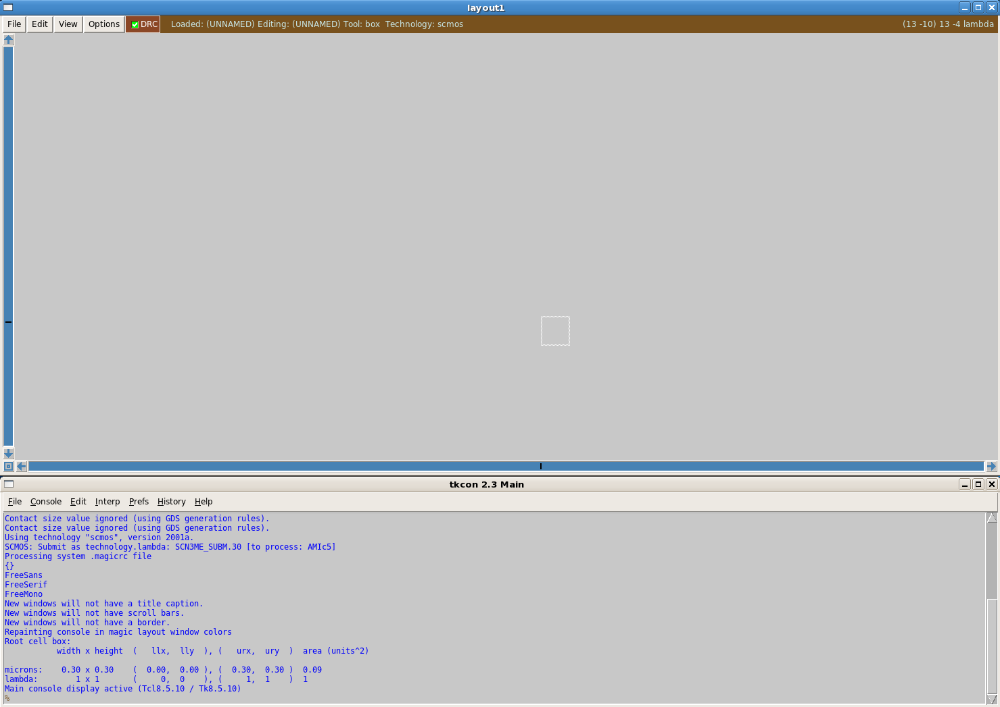 layout1
File Edit View Options DRC Loaded: (UNNAMED) Editing: (UNNAMED) Tool: box  Technology: scmos (13 -10) 13 -4 lambda
tkcon 2.3 Main
File Console Edit Interp Prefs History Help
Contact size value ignored (using GDS generation rules).
Contact size value ignored (using GDS generation rules).
Using technology "scmos", version 2001a.
SCMOS: Submit as technology.lambda: SCN3ME_SUBM.30 [to process: AMIc5]
Processing system .magicrc file
{}
FreeSans
FreeSerif
FreeMono
New windows will not have a title caption.
New windows will not have scroll bars.
New windows will not have a border.
Repainting console in magic layout window colors
Root cell box:
           width x height  (   llx,  lly  ), (   urx,  ury  )  area (units^2)
microns:    0.30 x 0.30    (  0.00,  0.00 ), (  0.30,  0.30 )  0.09
lambda:        1 x 1       (     0,  0    ), (     1,  1    )  1
Main console display active (Tcl8.5.10 / Tk8.5.10)
%